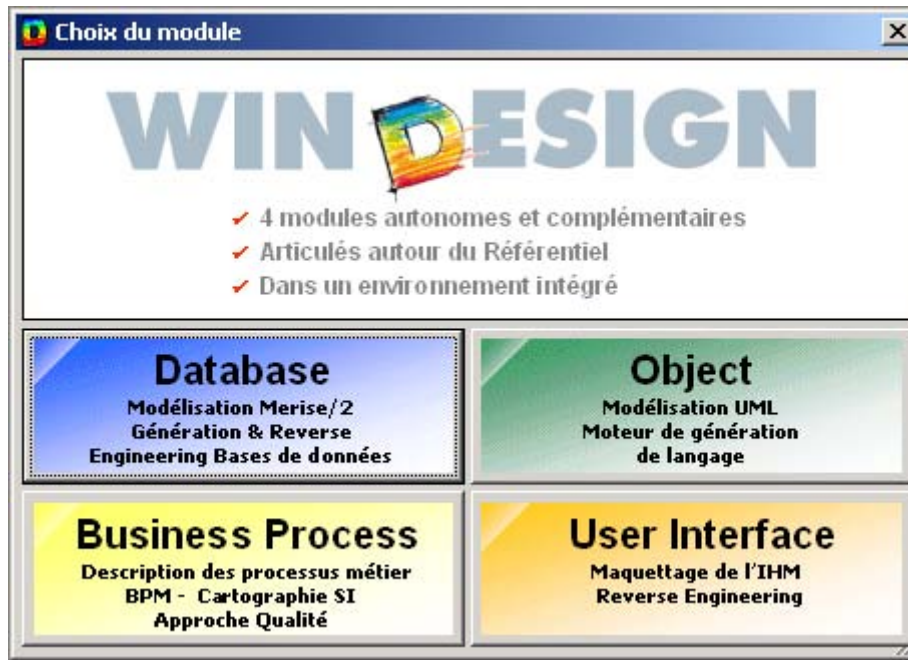 Choix du module
WIN DESIGN
4 modules autonomes et complémentaires
Articulés autour du Référentiel
Dans un environnement intégré
Database
Modélisation Merise/2
Génération & Reverse
Engineering Bases de données
Object
Modélisation UML
Moteur de génération
de langage
Business Process
Description des processus métier
BPM - Cartographie SI
Approche Qualité
User Interface
Maquettage de l'IHM
Reverse Engineering